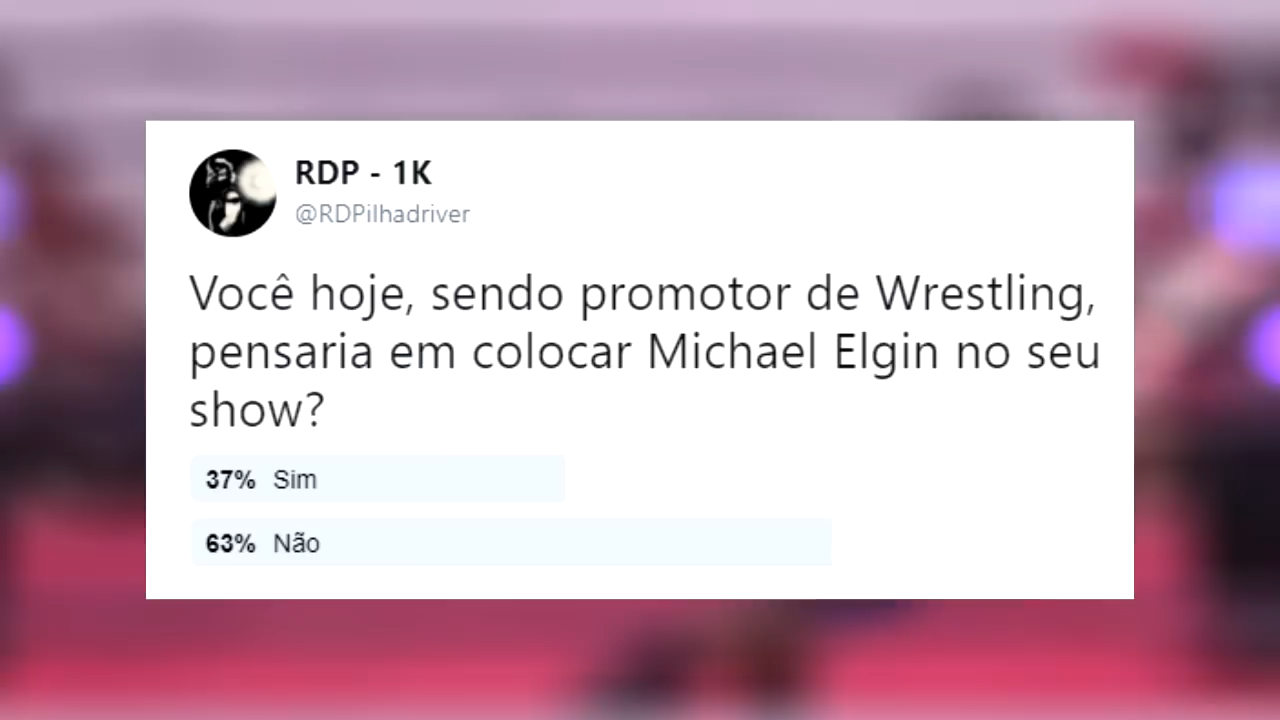 RDP - 1K
@RDPilhadriver
Você hoje, sendo promotor de Wrestling,
pensaria em colocar Michael Elgin no seu
show?
37% Sim
63% Não